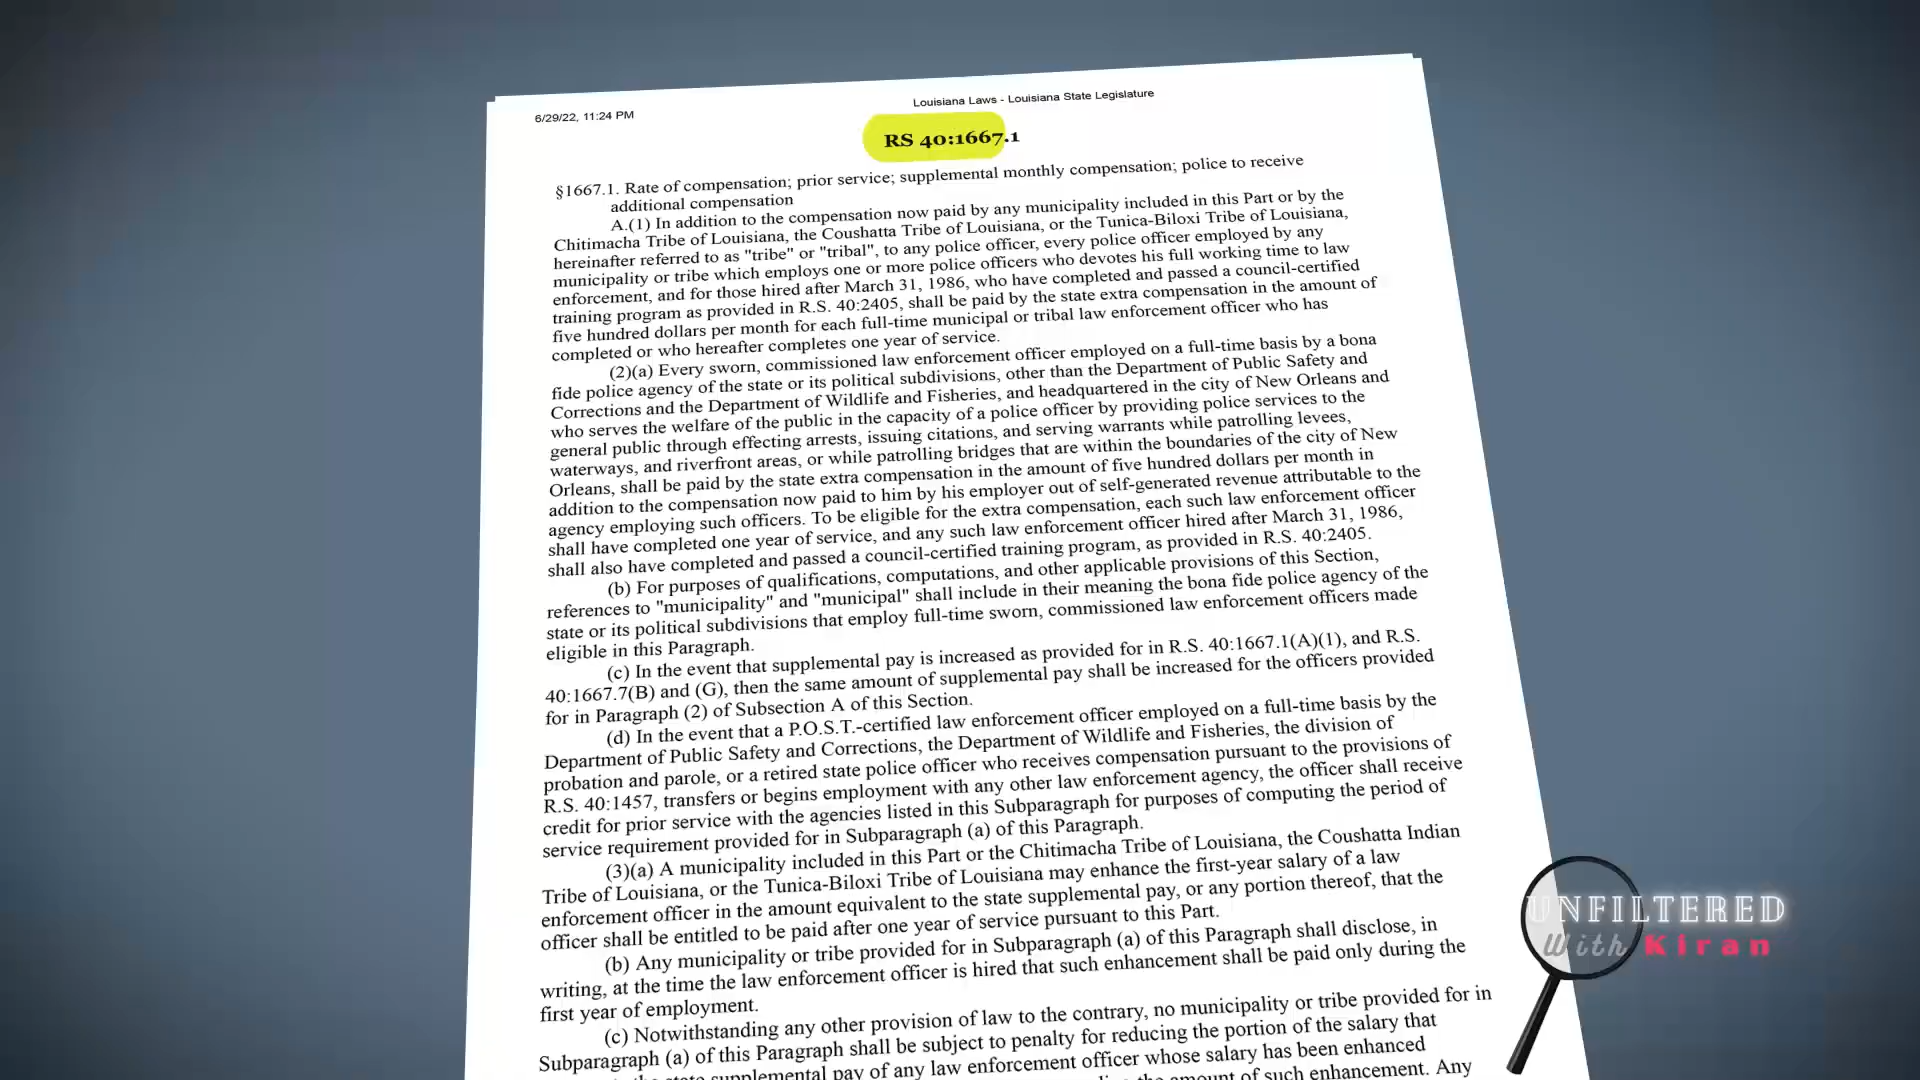 6/29/22, 11:24 PM
Louisiana Laws - Louisiana State Legislature
RS 40:1667.1
§1667.1. Rate of compensation; prior service; supplemental monthly compensation; police to receive
additional compensation
A.(1) In addition to the compensation now paid by any municipality included in this Part or by the
Chitimacha Tribe of Louisiana, the Coushatta Tribe of Louisiana, or the Tunica-Biloxi Tribe of Louisiana,
hereinafter referred to as "tribe" or "tribal", to any police officer, every police officer employed by any
municipality or tribe which employs one or more police officers who devotes his full working time to law
enforcement, and for those hired after March 31, 1986, who have completed and passed a council-certified
training program as provided in R.S. 40:2405, shall be paid by the state extra compensation in the amount of
five hundred dollars per month for each full-time municipal or tribal law enforcement officer who has
completed or who hereafter completes one year of service.
(2)(a) Every sworn, commissioned law enforcement officer employed on a full-time basis by a bona
fide police agency of the state or its political subdivisions, other than the Department of Public Safety and
Corrections and the Department of Wildlife and Fisheries, and headquartered in the city of New Orleans and
who serves the welfare of the public in the capacity of a police officer by providing police services to the
general public through effecting arrests, issuing citations, and serving warrants while patrolling levees,
waterways, and riverfront areas, or while patrolling bridges that are within the boundaries of the city of New
Orleans, shall be paid by the state extra compensation in the amount of five hundred dollars per month in
addition to the compensation now paid to him by his employer out of self-generated revenue attributable to the
agency employing such officers. To be eligible for the extra compensation, each such law enforcement officer
shall have completed one year of service, and any such law enforcement officer hired after March 31, 1986,
shall also have completed and passed a council-certified training program, as provided in R.S. 40:2405.
(b) For purposes of qualifications, computations, and other applicable provisions of this Section,
references to "municipality" and "municipal" shall include in their meaning the bona fide police agency of the
state or its political subdivisions that employ full-time sworn, commissioned law enforcement officers made
eligible in this Paragraph.
(c) In the event that supplemental pay is increased as provided for in R.S. 40:1667.1(A)(1), and R.S.
40:1667.7(B) and (G), then the same amount of supplemental pay shall be increased for the officers provided
for in Paragraph (2) of Subsection A of this Section.
(d) In the event that a P.O.S.T.-certified law enforcement officer employed on a full-time basis by the
Department of Public Safety and Corrections, the Department of Wildlife and Fisheries, the division of
probation and parole, or a retired state police officer who receives compensation pursuant to the provisions of
R.S. 40:1457, transfers or begins employment with any other law enforcement agency, the officer shall receive
credit for prior service with the agencies listed in this Subparagraph for purposes of computing the period of
service requirement provided for in Subparagraph (a) of this Paragraph.
(3)(a) A municipality included in this Part or the Chitimacha Tribe of Louisiana, the Coushatta Indian
Tribe of Louisiana, or the Tunica-Biloxi Tribe of Louisiana may enhance the first-year salary of a law
enforcement officer in the amount equivalent to the state supplemental pay, or any portion thereof, that the
officer shall be entitled to be paid after one year of service pursuant to this Part.
(b) Any municipality or tribe provided for in Subparagraph (a) of this Paragraph shall disclose, in
writing, at the time the law enforcement officer is hired that such enhancement shall be paid only during the
first year of employment.
(c) Notwithstanding any other provision of law to the contrary, no municipality or tribe provided for in
Subparagraph (a) of this Paragraph shall be subject to penalty for reducing the portion of the salary that
the state supplemental pay of any law enforcement officer whose salary has been enhanced
the amount of such enhancement. Any
UNFILTERED
With Kiran